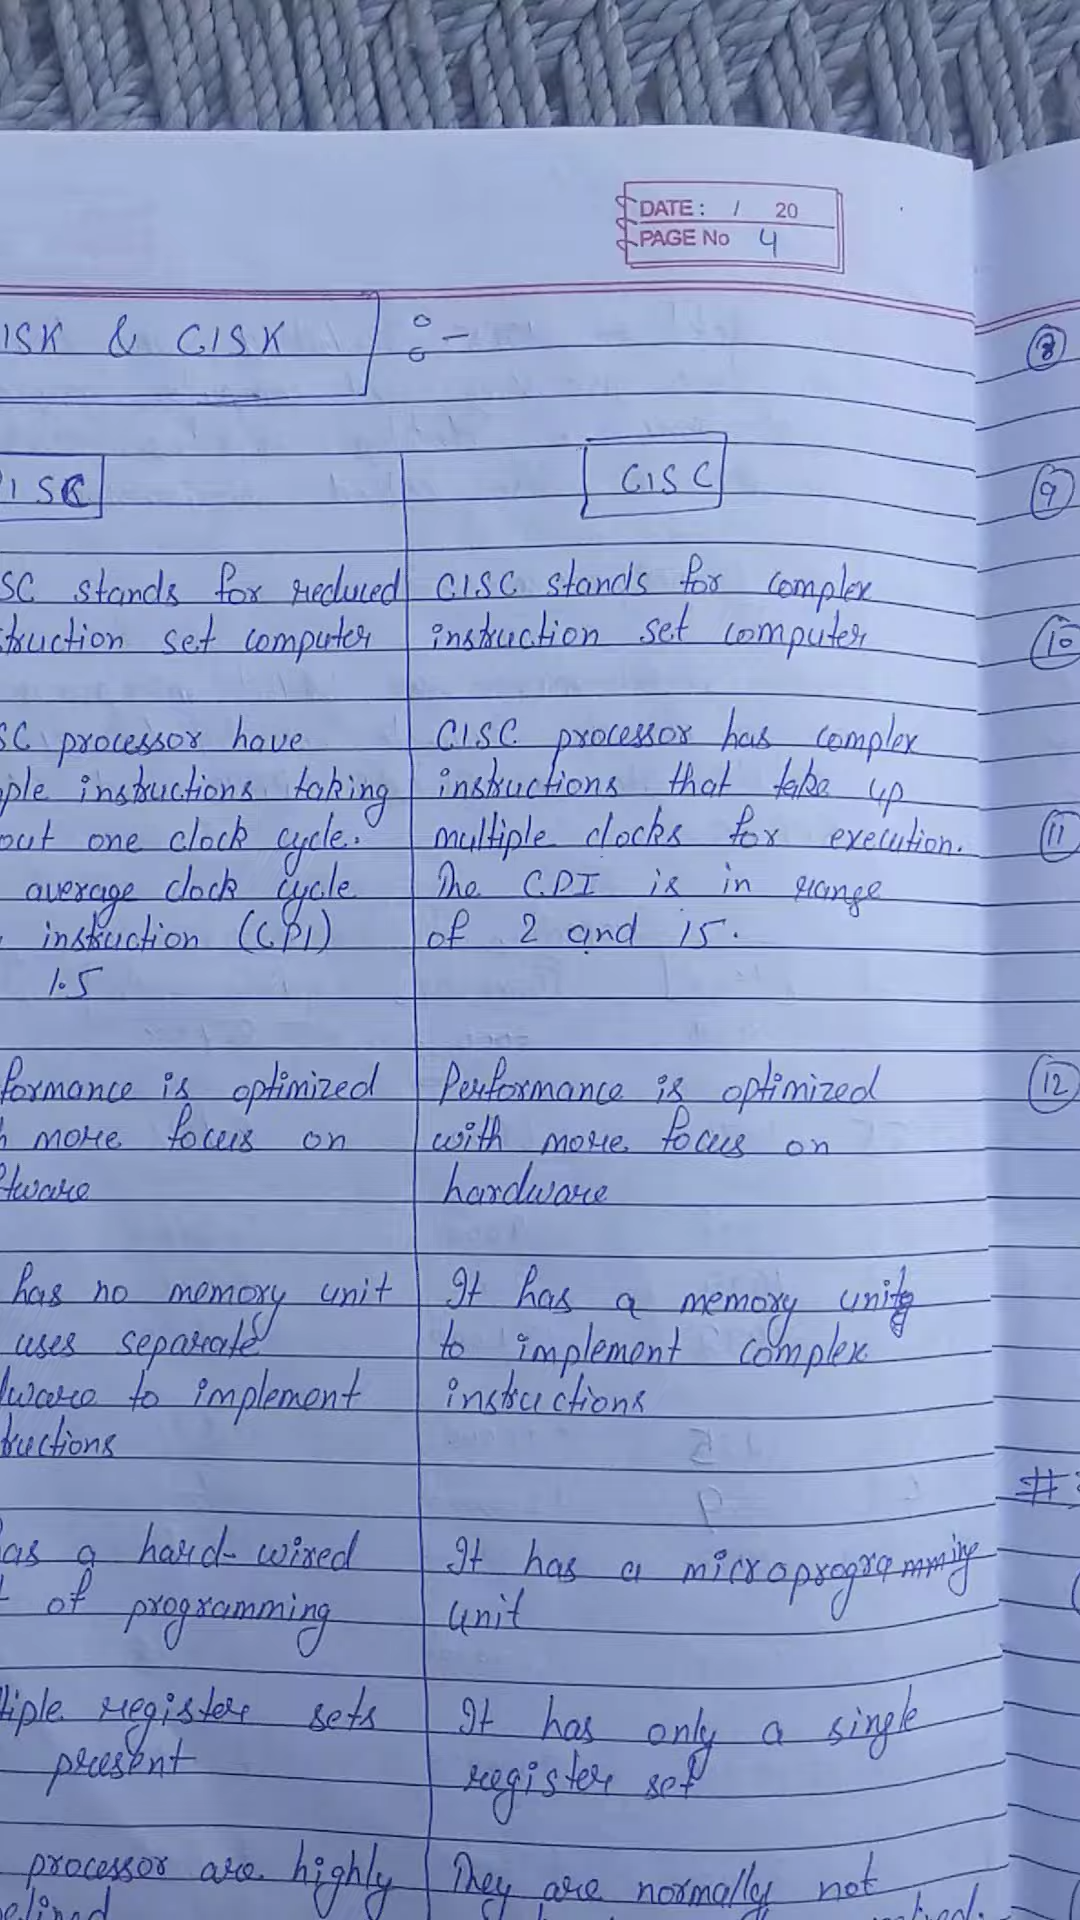 DATE: / 20
PAGE No 4
ISK & CISK :-
ISC
CISC
SC stands for reduced
truction set computer
CISC stands for complex
instruction set computer
SC processor have
ple instructions taking
out one clock cycle.
average clock cycle
instruction (CPI)
1.5
CISC processor has complex
instructions that take up
multiple clocks for execution.
The CPI is in range
of 2 and 15.
formance is optimized
h more focus on
tware
Performance is optimized
with more focus on
hardware
has no memory unit
uses separate
dware to implement
tructions
It has a memory unit
to implement complex
instructions
as a hard-wired
t of programming
It has a microprogramming
unit
tiple register sets
present
It has only a single
register set
processor are highly
elined
They are normally not
8
9
10
11
12
#